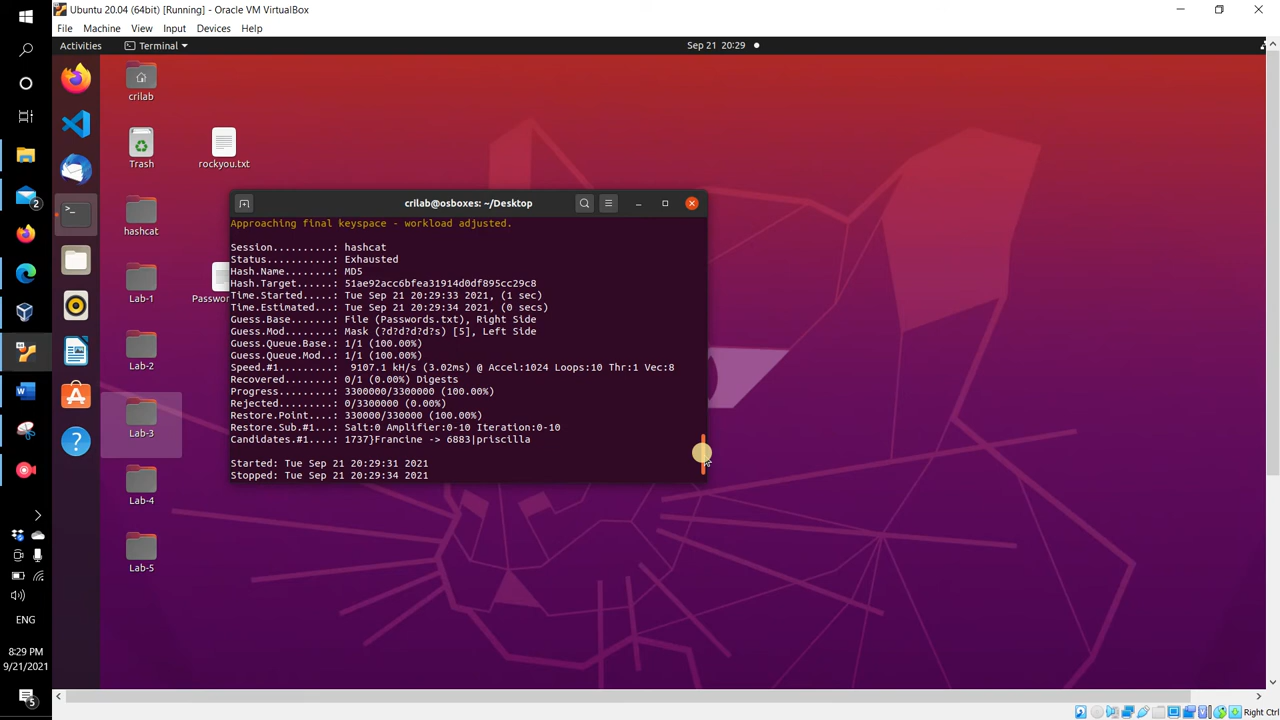 Ubuntu 20.04 (64bit) [Running] - Oracle VM VirtualBox
File Machine View Input Devices Help
Activities Terminal Sep 21 20:29
crilab
Trash
rockyou.txt
hashcat
Lab-1
Passwor
Lab-2
Lab-3
Lab-4
Lab-5
crilab@osboxes: ~/Desktop
Approaching final keyspace - workload adjusted.
Session..........: hashcat
Status...........: Exhausted
Hash.Name........: MD5
Hash.Target......: 51ae92acc6bfea31914d0df895cc29c8
Time.Started.....: Tue Sep 21 20:29:33 2021, (1 sec)
Time.Estimated...: Tue Sep 21 20:29:34 2021, (0 secs)
Guess.Base.......: File (Passwords.txt), Right Side
Guess.Mod........: Mask (?d?d?d?d?s) [5], Left Side
Guess.Queue.Base.: 1/1 (100.00%)
Guess.Queue.Mod..: 1/1 (100.00%)
Speed.#1.........:  9107.1 kH/s (3.02ms) @ Accel:1024 Loops:10 Thr:1 Vec:8
Recovered........: 0/1 (0.00%) Digests
Progress.........: 3300000/3300000 (100.00%)
Rejected.........: 0/3300000 (0.00%)
Restore.Point....: 330000/330000 (100.00%)
Restore.Sub.#1...: Salt:0 Amplifier:0-10 Iteration:0-10
Candidates.#1....: 1737}Francine -> 6883|priscilla
Started: Tue Sep 21 20:29:31 2021
Stopped: Tue Sep 21 20:29:34 2021
2
ENG
8:29 PM
9/21/2021
5
Right Ctrl